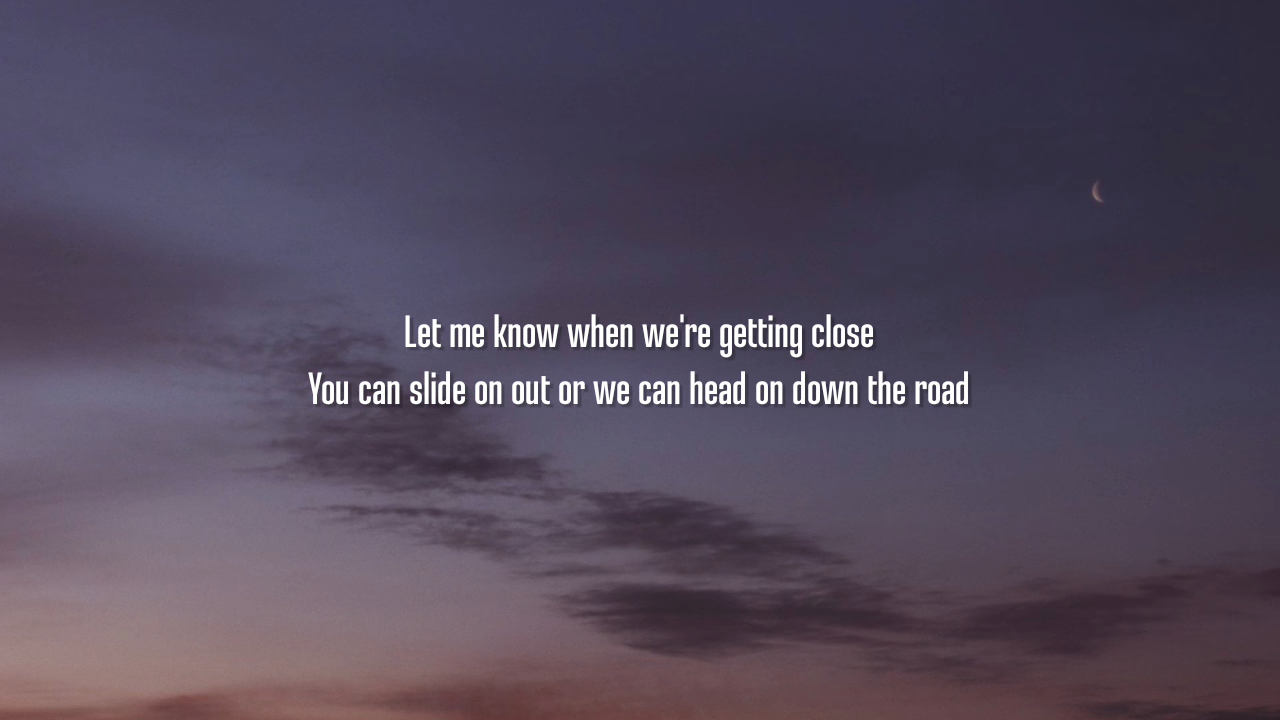 Let me know when we're getting close
You can slide on out or we can head on down the road